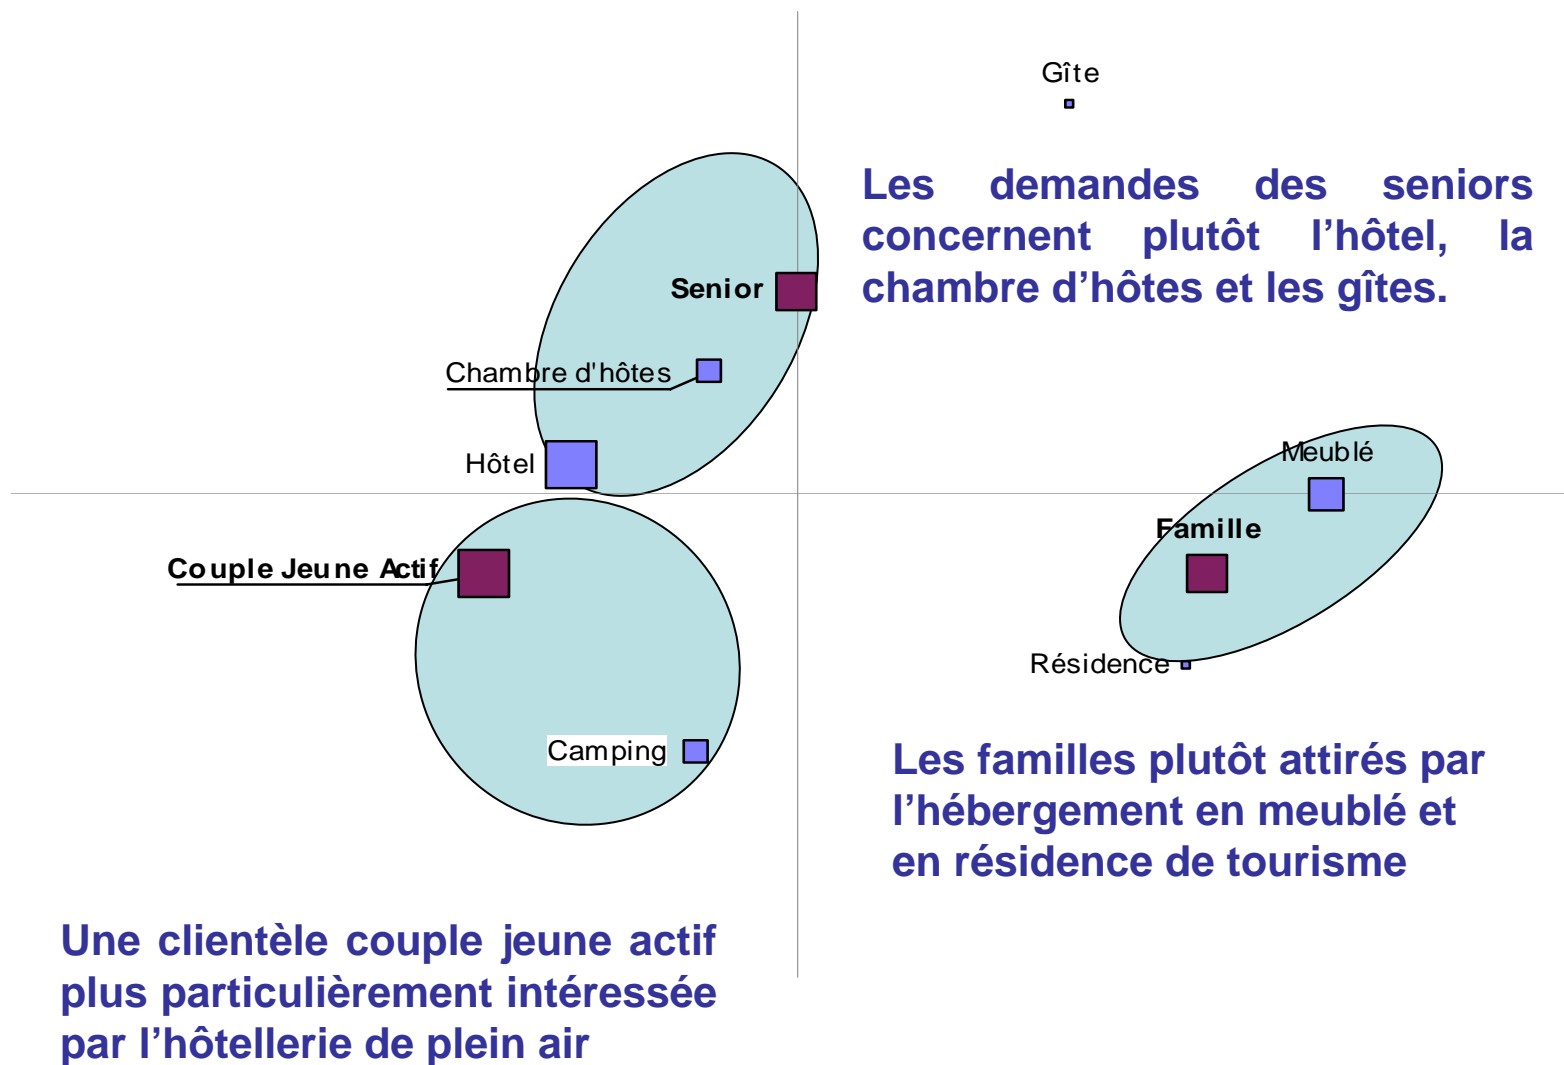 Gîte
Les demandes des seniors
concernent plutôt l’hôtel, la
chambre d’hôtes et les gîtes.
Senior
Chambre d'hôtes
Hôtel
Meublé
Famille
Couple Jeune Actif
Résidence
Camping
Les familles plutôt attirés par
l’hébergement en meublé et
en résidence de tourisme
Une clientèle couple jeune actif
plus particulièrement intéressée
par l’hôtellerie de plein air